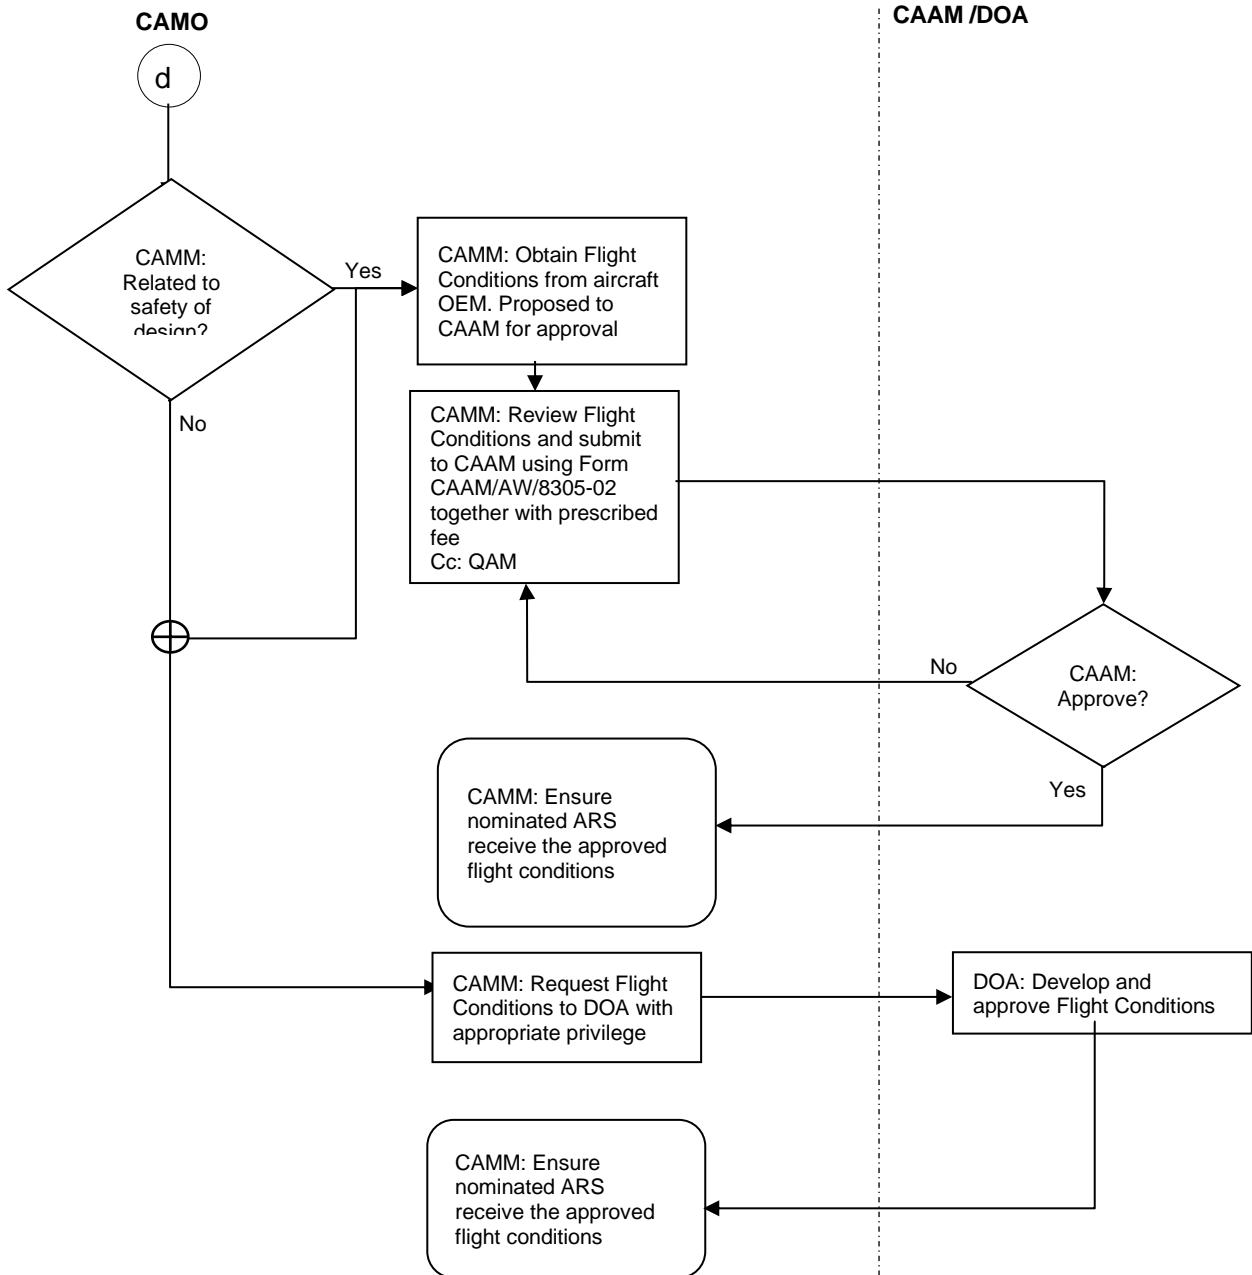 CAMO
CAAM /DOA
d
CAMM:
Related to
safety of
design?
Yes
CAMM: Obtain Flight
Conditions from aircraft
OEM. Proposed to
CAAM for approval
No
CAMM: Review Flight
Conditions and submit
to CAAM using Form
CAAM/AW/8305-02
together with prescribed
fee
Cc: QAM
No
CAAM:
Approve?
Yes
CAMM: Ensure
nominated ARS
receive the approved
flight conditions
CAMM: Request Flight
Conditions to DOA with
appropriate privilege
DOA: Develop and
approve Flight Conditions
CAMM: Ensure
nominated ARS
receive the approved
flight conditions